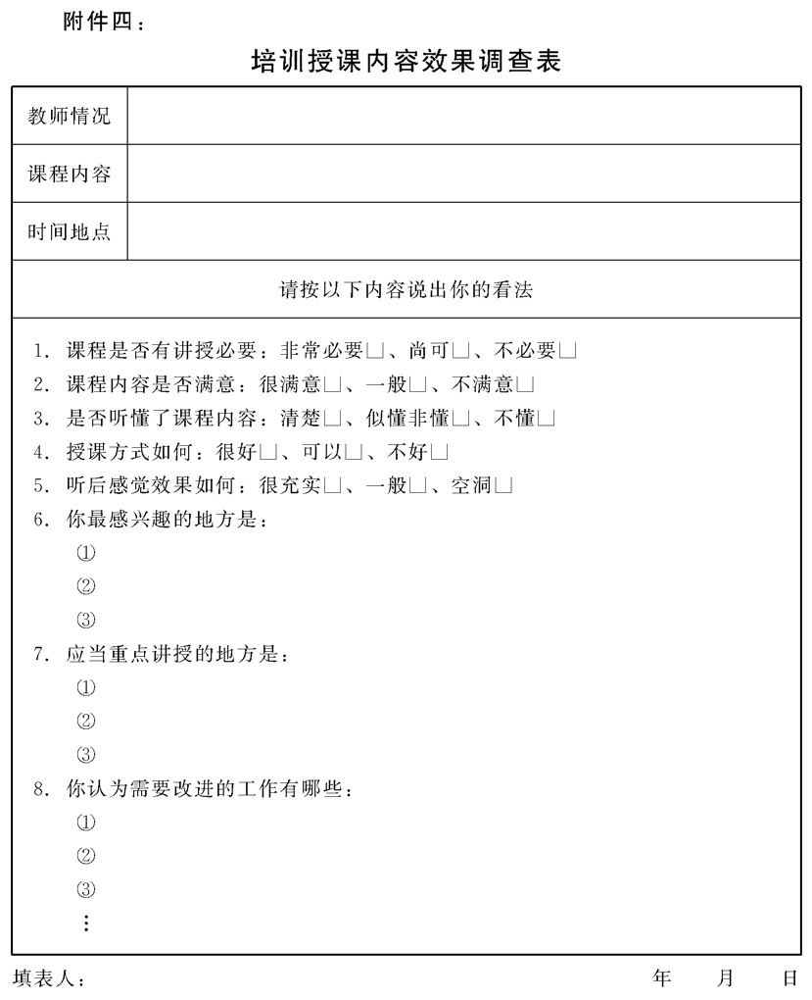 附件四：
培训授课内容效果调查表
教师情况
课程内容
时间地点
请按以下内容说出你的看法
1. 课程是否有讲授必要：非常必要□、尚可□、不必要□
2. 课程内容是否满意：很满意□、一般□、不满意□
3. 是否听懂了课程内容：清楚□、似懂非懂□、不懂□
4. 授课方式如何：很好□、可以□、不好□
5. 听后感觉效果如何：很充实□、一般□、空洞□
6. 你最感兴趣的地方是：
①
②
③
7. 应当重点讲授的地方是：
①
②
③
8. 你认为需要改进的工作有哪些：
①
②
③
⋮
填表人： 年 月 日